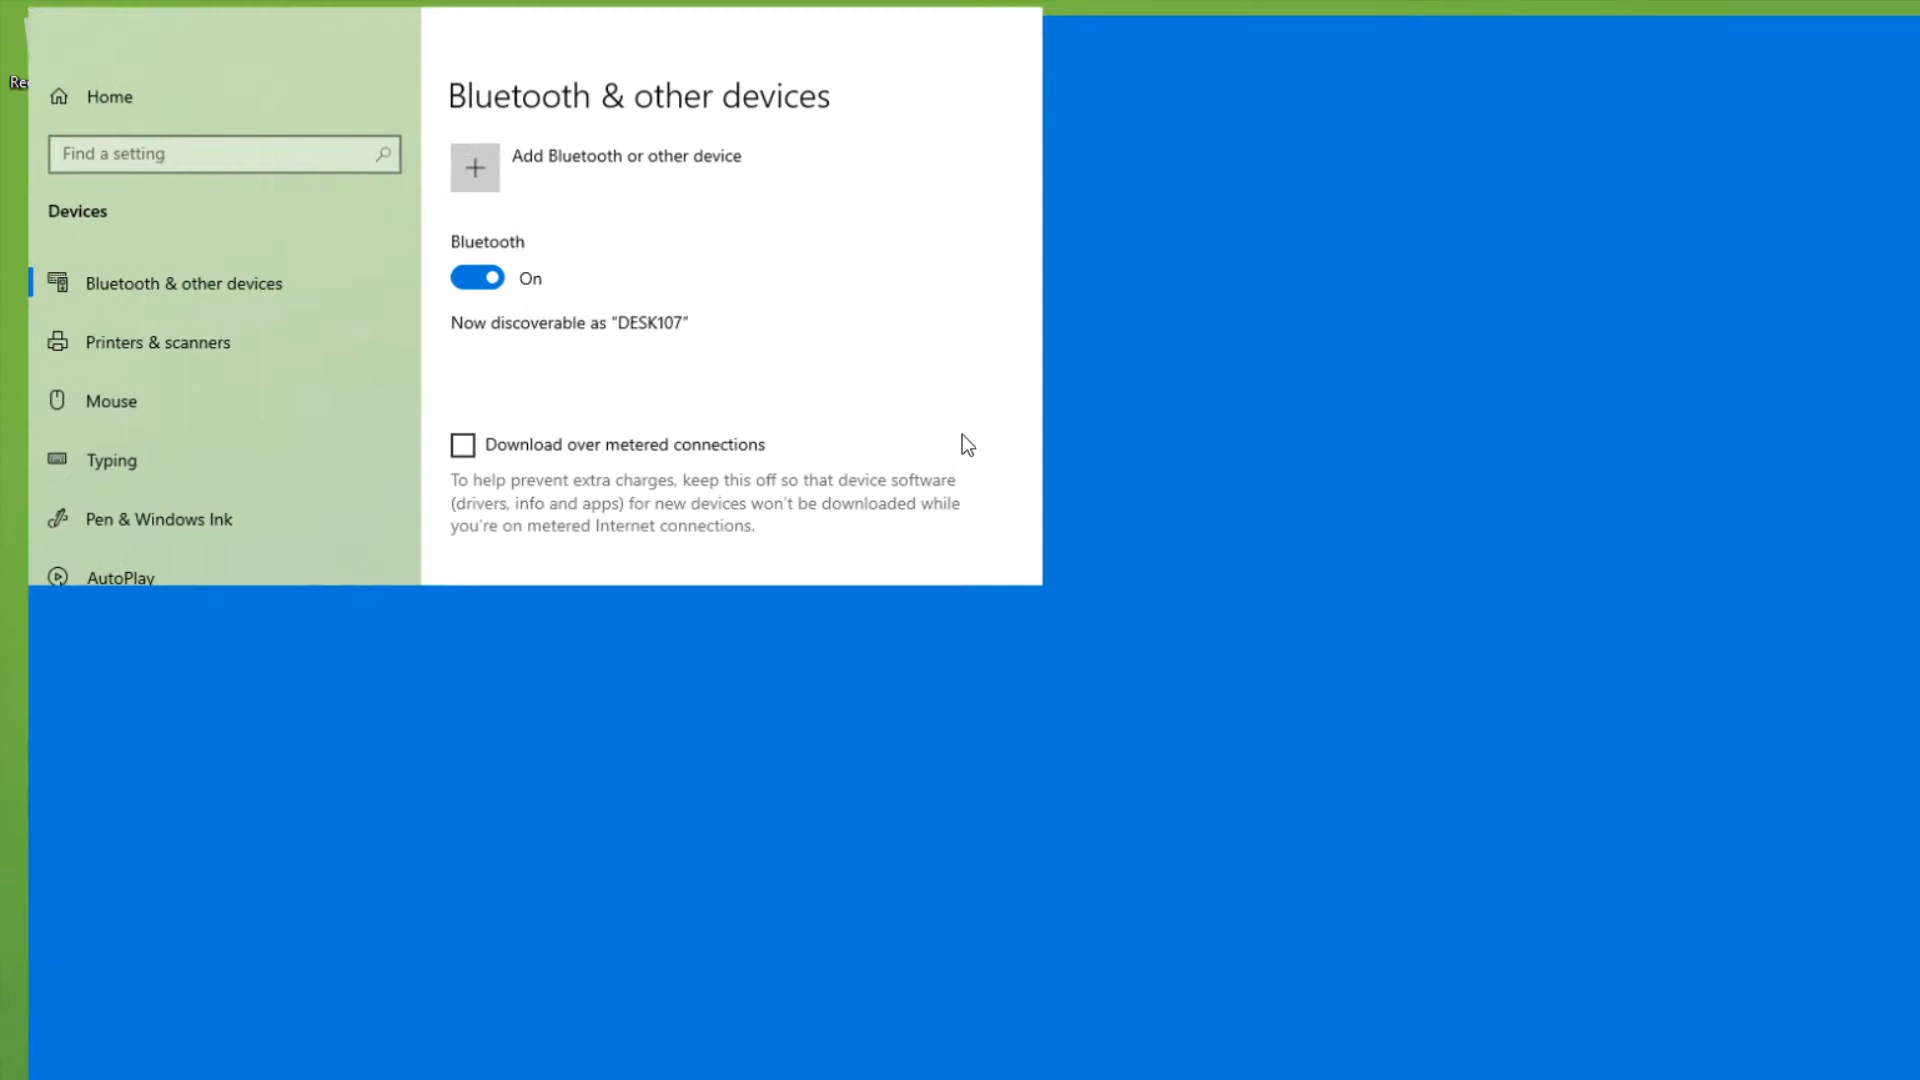 Home
Find a setting
Devices
Bluetooth & other devices
Printers & scanners
Mouse
Typing
Pen & Windows Ink
AutoPlay
Bluetooth & other devices
Add Bluetooth or other device
Bluetooth
On
Now discoverable as “DESK107”
Download over metered connections
To help prevent extra charges, keep this off so that device software
(drivers, info and apps) for new devices won't be downloaded while
you're on metered Internet connections.